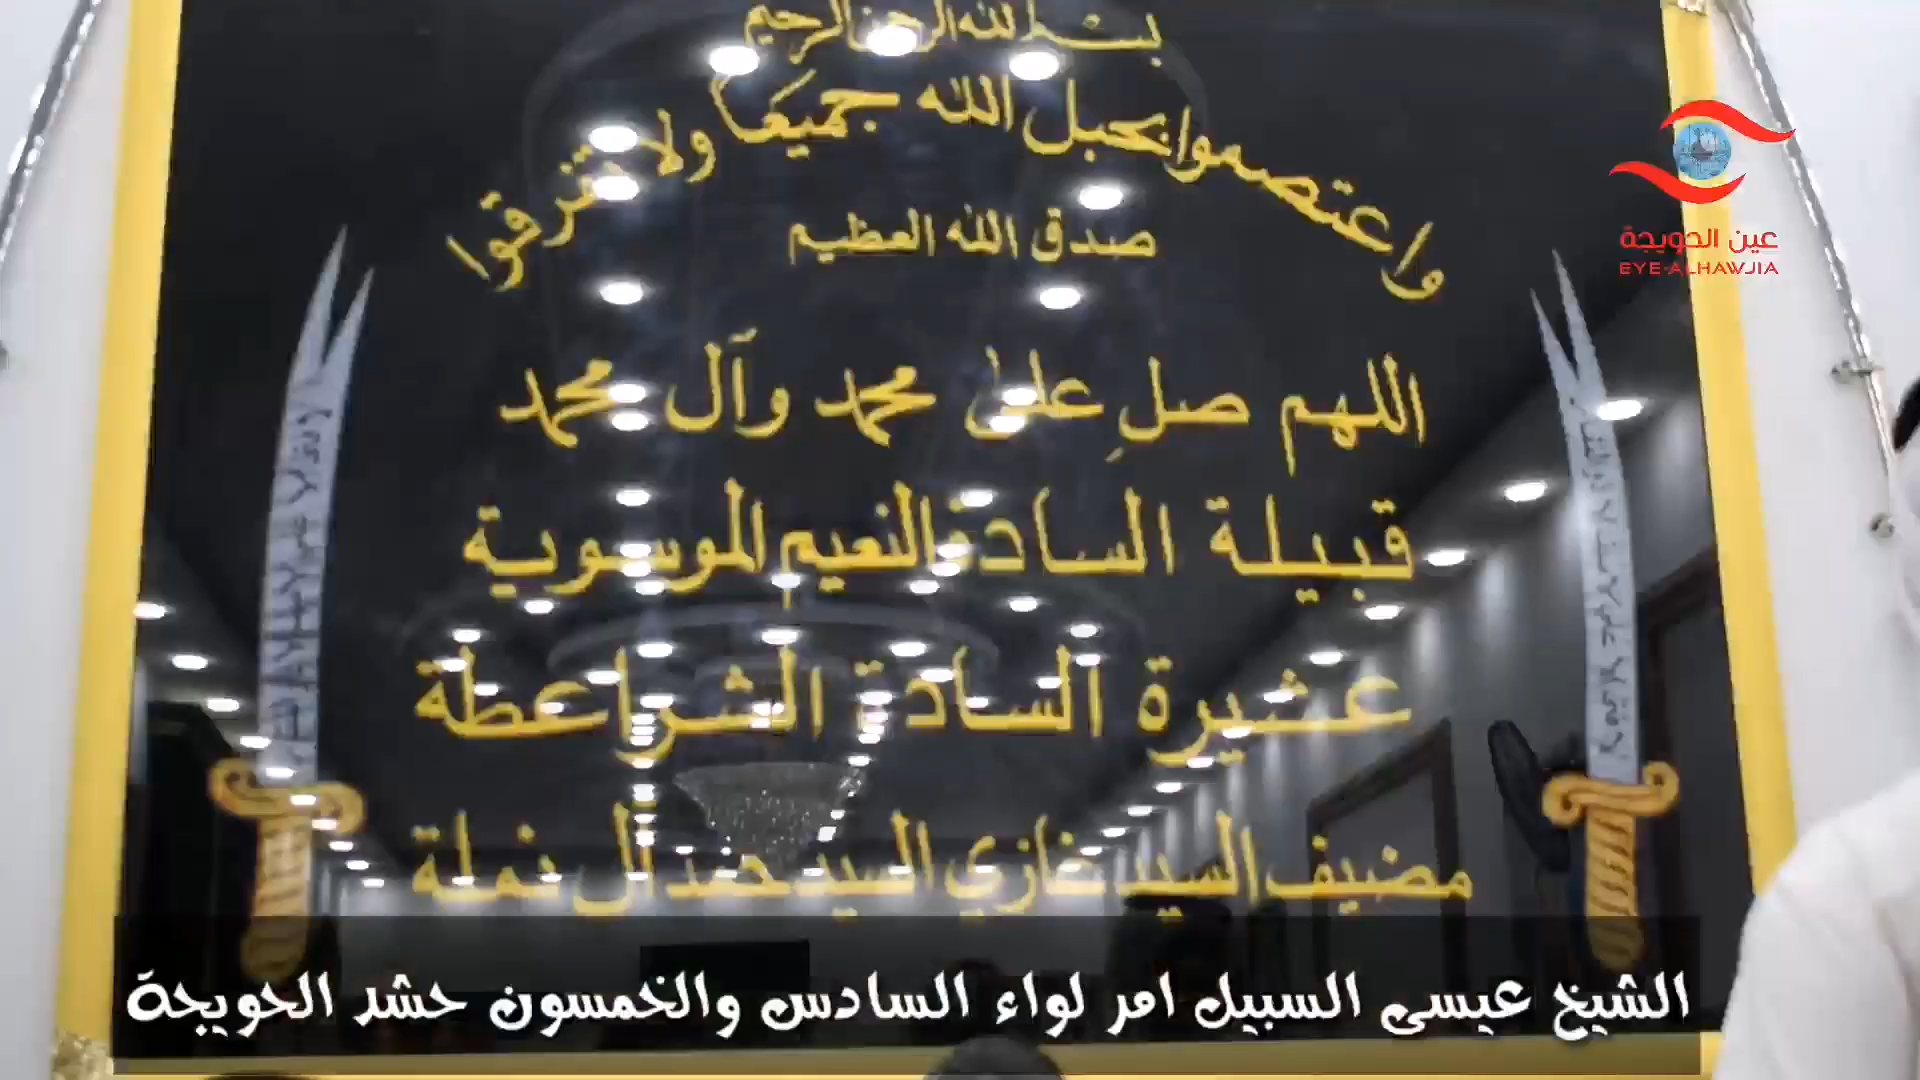 بسم الله الرحمن الرحيم
واعتصموا بحبل الله جميعا ولا تفرقوا
صدق الله العظيم
عين الحويجة
EYE-ALHAWJIA
اللهم صلِ على محمد وآل محمد
قبيلة السادة النعيم الموسوية
عشيرة السادة الشراعطة
مضيف السيد غازي السيد حمد آل نملة
الشيخ عيسى السبيل امر لواء السادس والخمسون حشد الحويجة